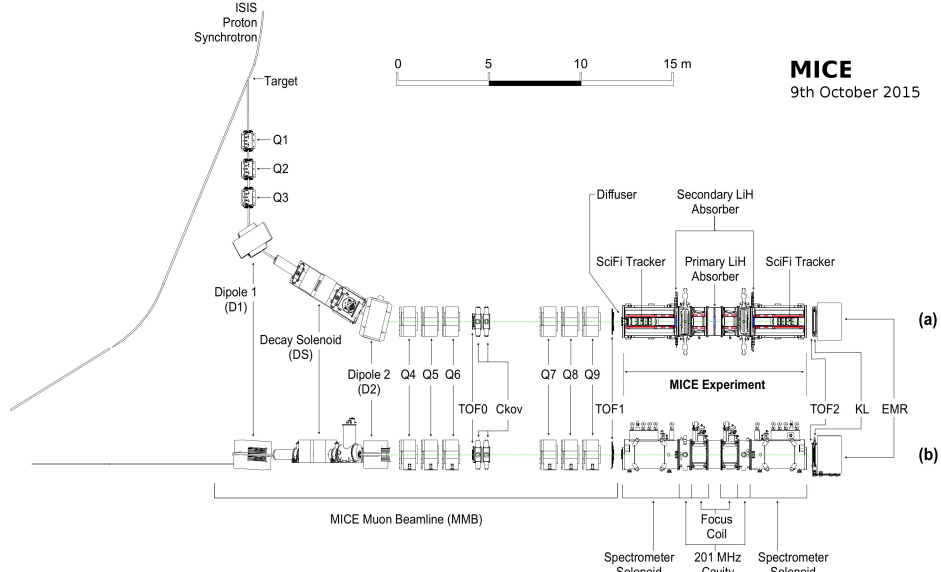 ISIS
Proton
Synchrotron
Target
0 5 10 15 m
MICE
9th October 2015
Q1
Q2
Q3
Diffuser
Secondary LiH
Absorber
SciFi Tracker
Primary LiH
Absorber
SciFi Tracker
Dipole 1
(D1)
(a)
Decay Solenoid
(DS)
Dipole 2
(D2)
Q4 Q5 Q6
Q7 Q8 Q9
MICE Experiment
TOF0 Ckov
TOF1
TOF2 KL EMR
(b)
MICE Muon Beamline (MMB)
Focus
Coil
Spectrometer
Solenoid
201 MHz
Cavity
Spectrometer
Solenoid